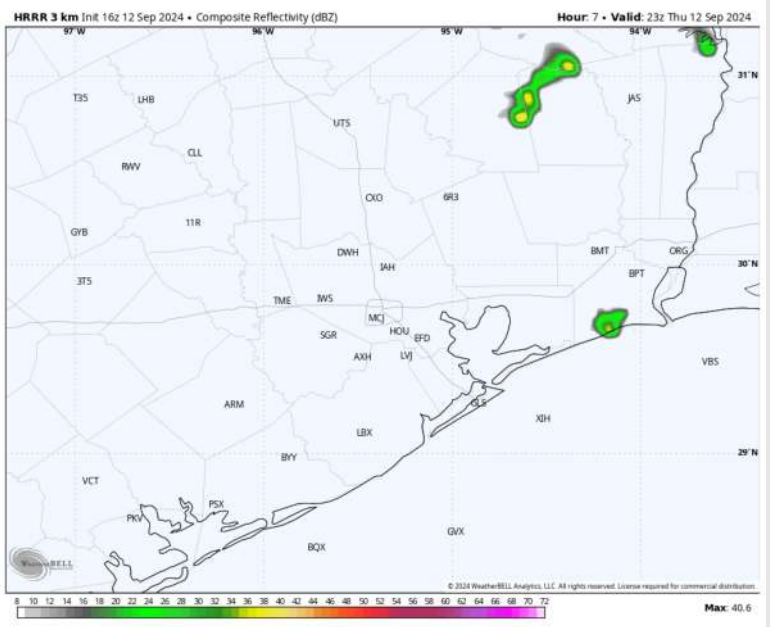 HRRR 3 km Init 16z 12 Sep 2024 • Composite Reflectivity (dBZ) Hour: 7 • Valid: 23z Thu 12 Sep 2024
97°W 96°W 95°W 94°W
31°N
T35 LHB JAS
UTS
CLL
RWV
OXO 6R3
11R
GYB
DWH BMT ORG
IAH 30°N
3T5 BPT
TME IWS
MCJ
SGR HOU EFD
AXH LVJ VBS
ARM GLS
XIH
LBX
BYY 29°N
VCT
PSX
PKV
GVX
BQX
WeatherBELL
© 2024 WeatherBELL Analytics, LLC. All rights reserved. License required for commercial distribution.
8 10 12 14 16 18 20 22 24 26 28 30 32 34 36 38 40 42 44 46 48 50 52 54 56 58 60 62 64 66 68 70 72 Max: 40.6